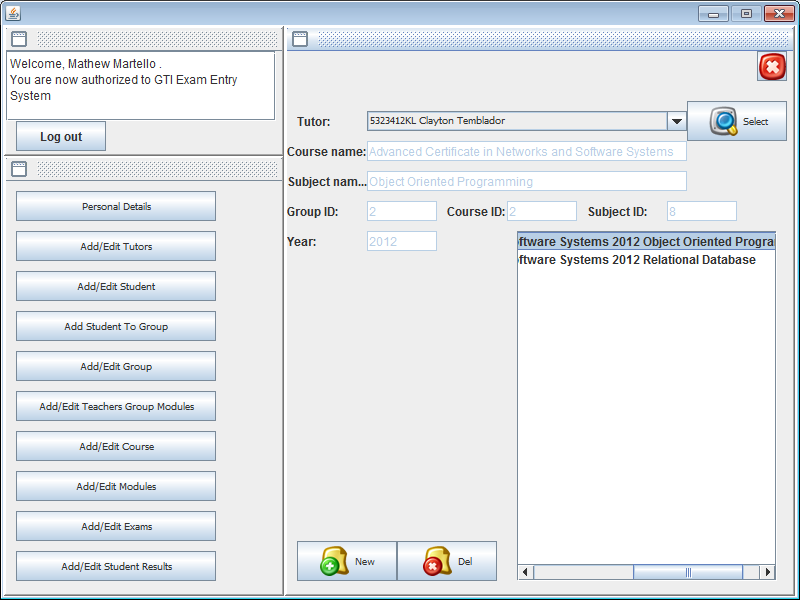 Welcome, Mathew Martello .
You are now authorized to GTI Exam Entry
System
Log out
Personal Details
Add/Edit Tutors
Add/Edit Student
Add Student To Group
Add/Edit Group
Add/Edit Teachers Group Modules
Add/Edit Course
Add/Edit Modules
Add/Edit Exams
Add/Edit Student Results
Tutor: 5323412KL Clayton Temblador Select
Course name: Advanced Certificate in Networks and Software Systems
Subject nam... Object Oriented Programming
Group ID: 2 Course ID: 2 Subject ID: 8
Year: 2012
ftware Systems 2012 Object Oriented Progra
ftware Systems 2012 Relational Database
New Del